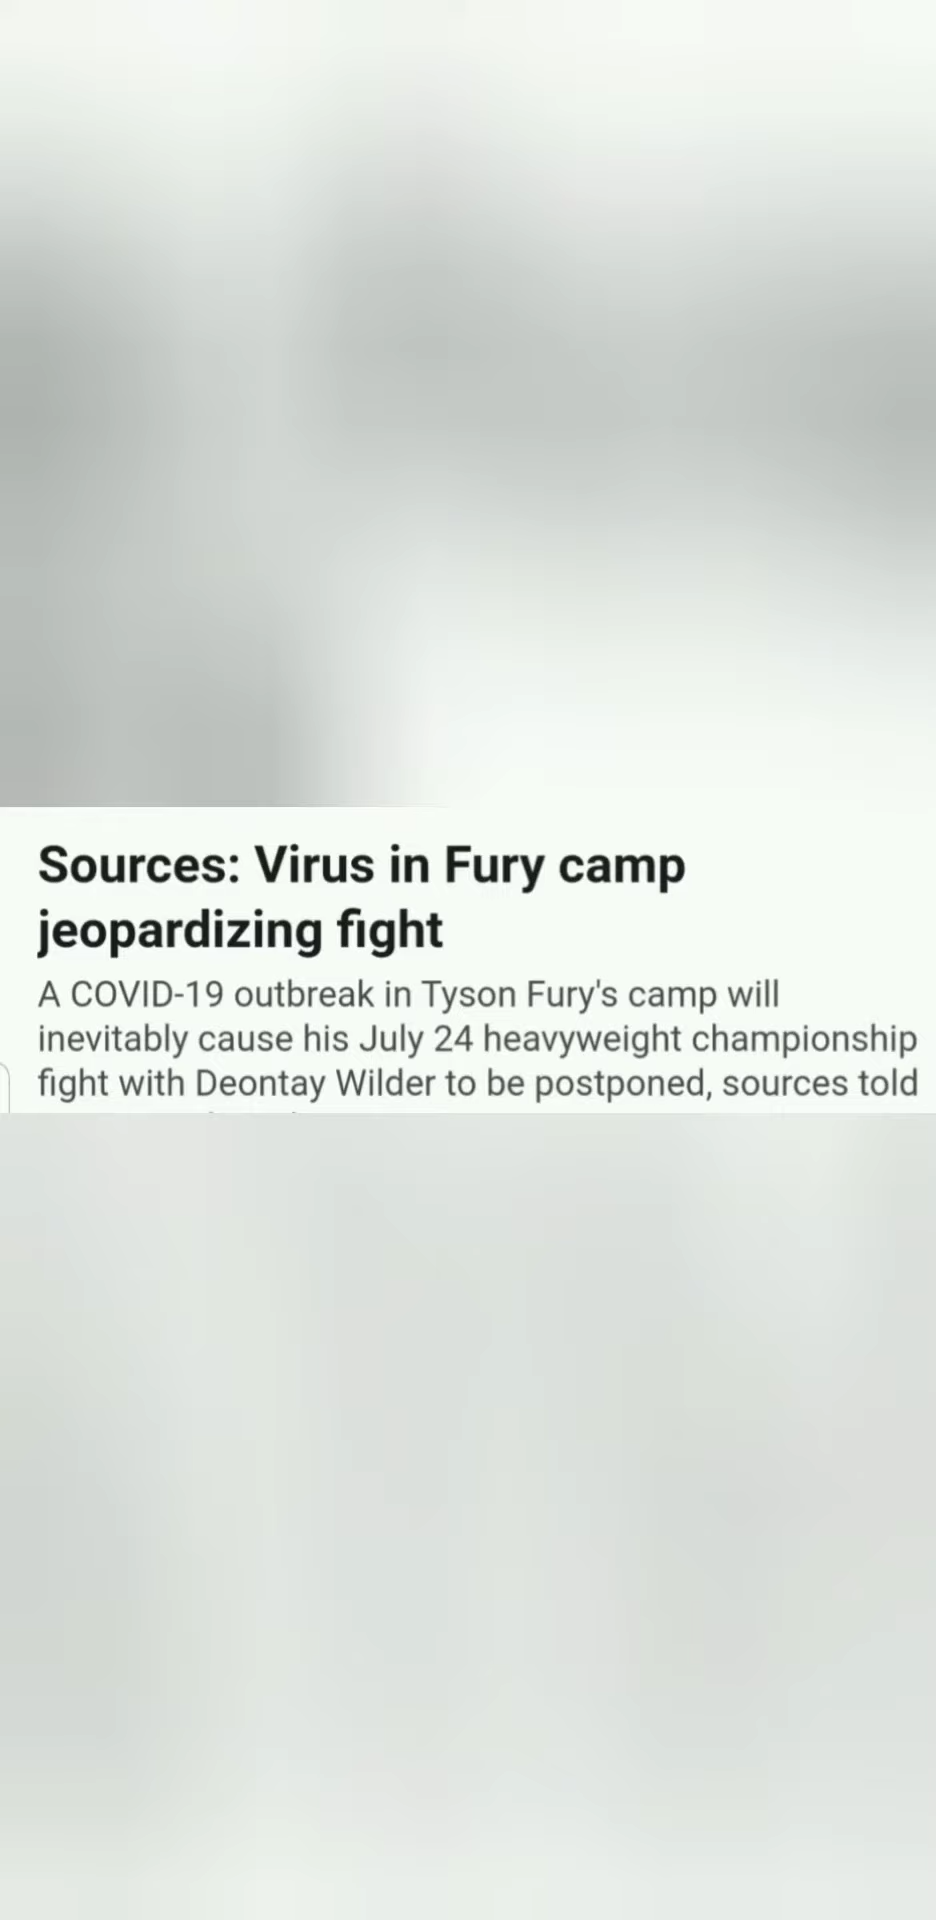 Sources: Virus in Fury camp
jeopardizing fight
A COVID-19 outbreak in Tyson Fury's camp will
inevitably cause his July 24 heavyweight championship
fight with Deontay Wilder to be postponed, sources told